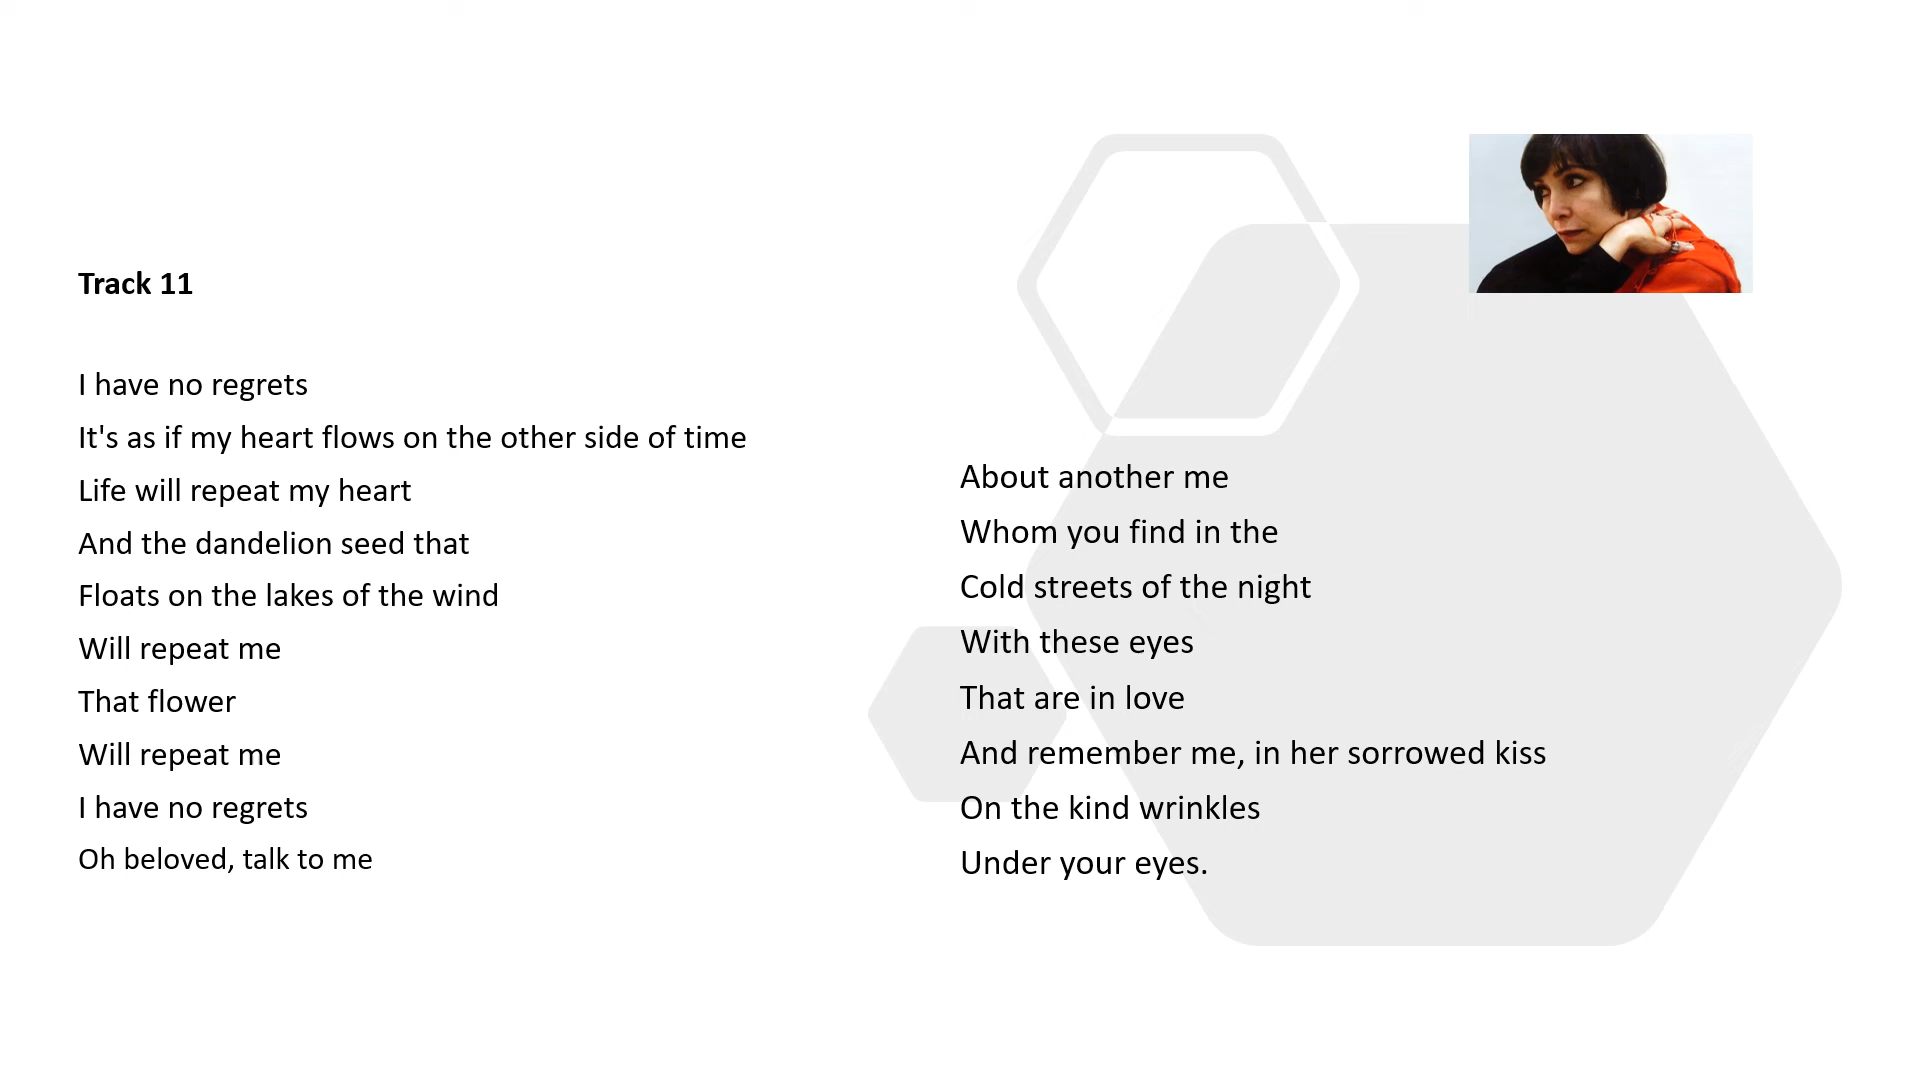 Track 11
I have no regrets
It's as if my heart flows on the other side of time
Life will repeat my heart
And the dandelion seed that
Floats on the lakes of the wind
Will repeat me
That flower
Will repeat me
I have no regrets
Oh beloved, talk to me
About another me
Whom you find in the
Cold streets of the night
With these eyes
That are in love
And remember me, in her sorrowed kiss
On the kind wrinkles
Under your eyes.